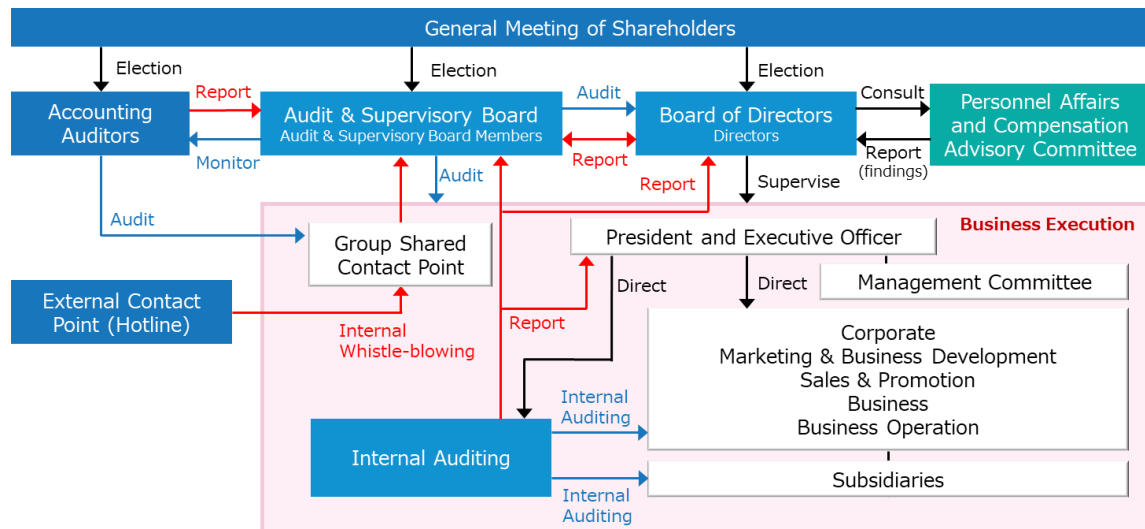 General Meeting of Shareholders
Election
Election
Election
Accounting
Auditors
Report
Monitor
Audit & Supervisory Board
Audit & Supervisory Board Members
Audit
Report
Board of Directors
Directors
Consult
Report
(findings)
Personnel Affairs
and Compensation
Advisory Committee
Audit
Audit
Report
Supervise
Business Execution
Group Shared
Contact Point
President and Executive Officer
Management Committee
External Contact
Point (Hotline)
Internal
Whistle-blowing
Report
Direct
Direct
Corporate
Marketing & Business Development
Sales & Promotion
Business
Business Operation
Internal Auditing
Internal
Auditing
Internal
Auditing
Subsidiaries